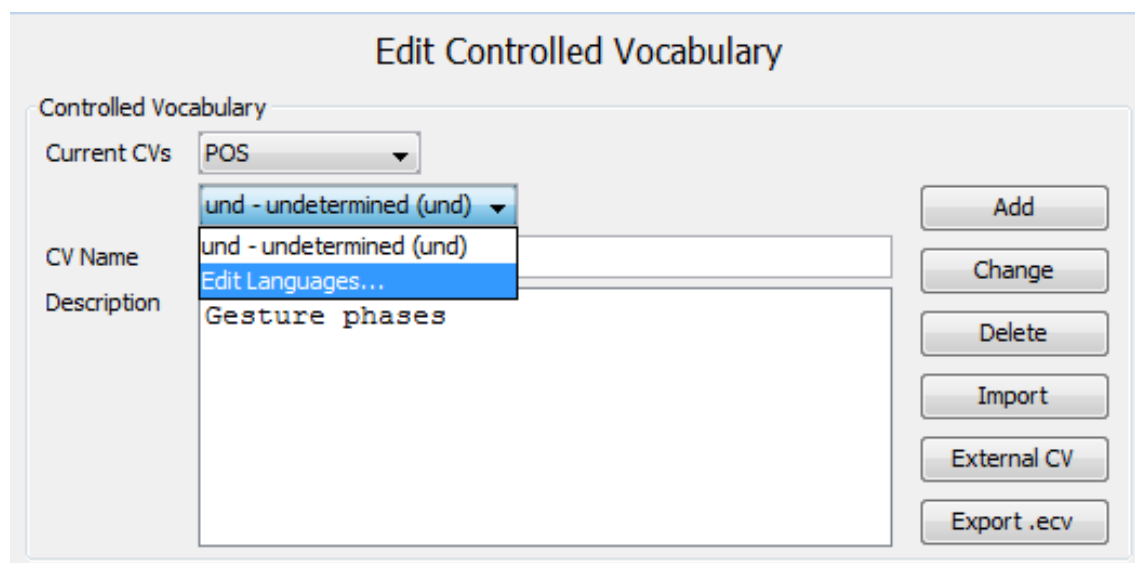 Edit Controlled Vocabulary
Controlled Vocabulary
Current CVs POS
und - undetermined (und) Add
und - undetermined (und)
CV Name
Edit Languages... Change
Description
Gesture phases
Delete
Import
External CV
Export .ecv